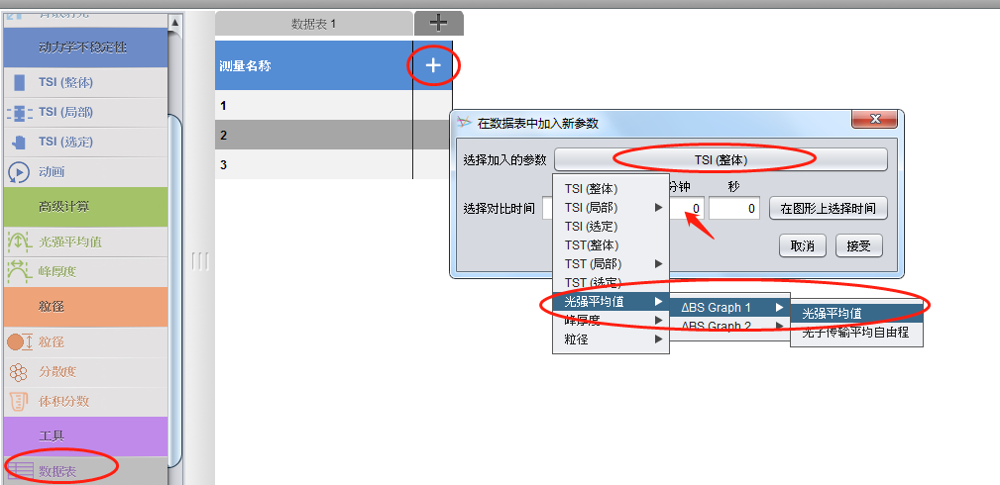 动力学不稳定性
TSI (整体)
TSI (局部)
TSI (选定)
动画
高级计算
光强平均值
峰厚度
粒径
粒径
分散度
体积分数
工具
数据表
数据表 1
测量名称
1
2
3
在数据表中加入新参数
选择加入的参数
TSI (整体)
分钟
秒
选择对比时间
0
0
在图形上选择时间
取消
接受
TSI (整体)
TSI (局部)
TSI (选定)
TST(整体)
TST (局部)
TST (选定)
光强平均值
峰厚度
粒径
ΔBS Graph 1
ΔBS Graph 2
光强平均值
光子传输平均自由程